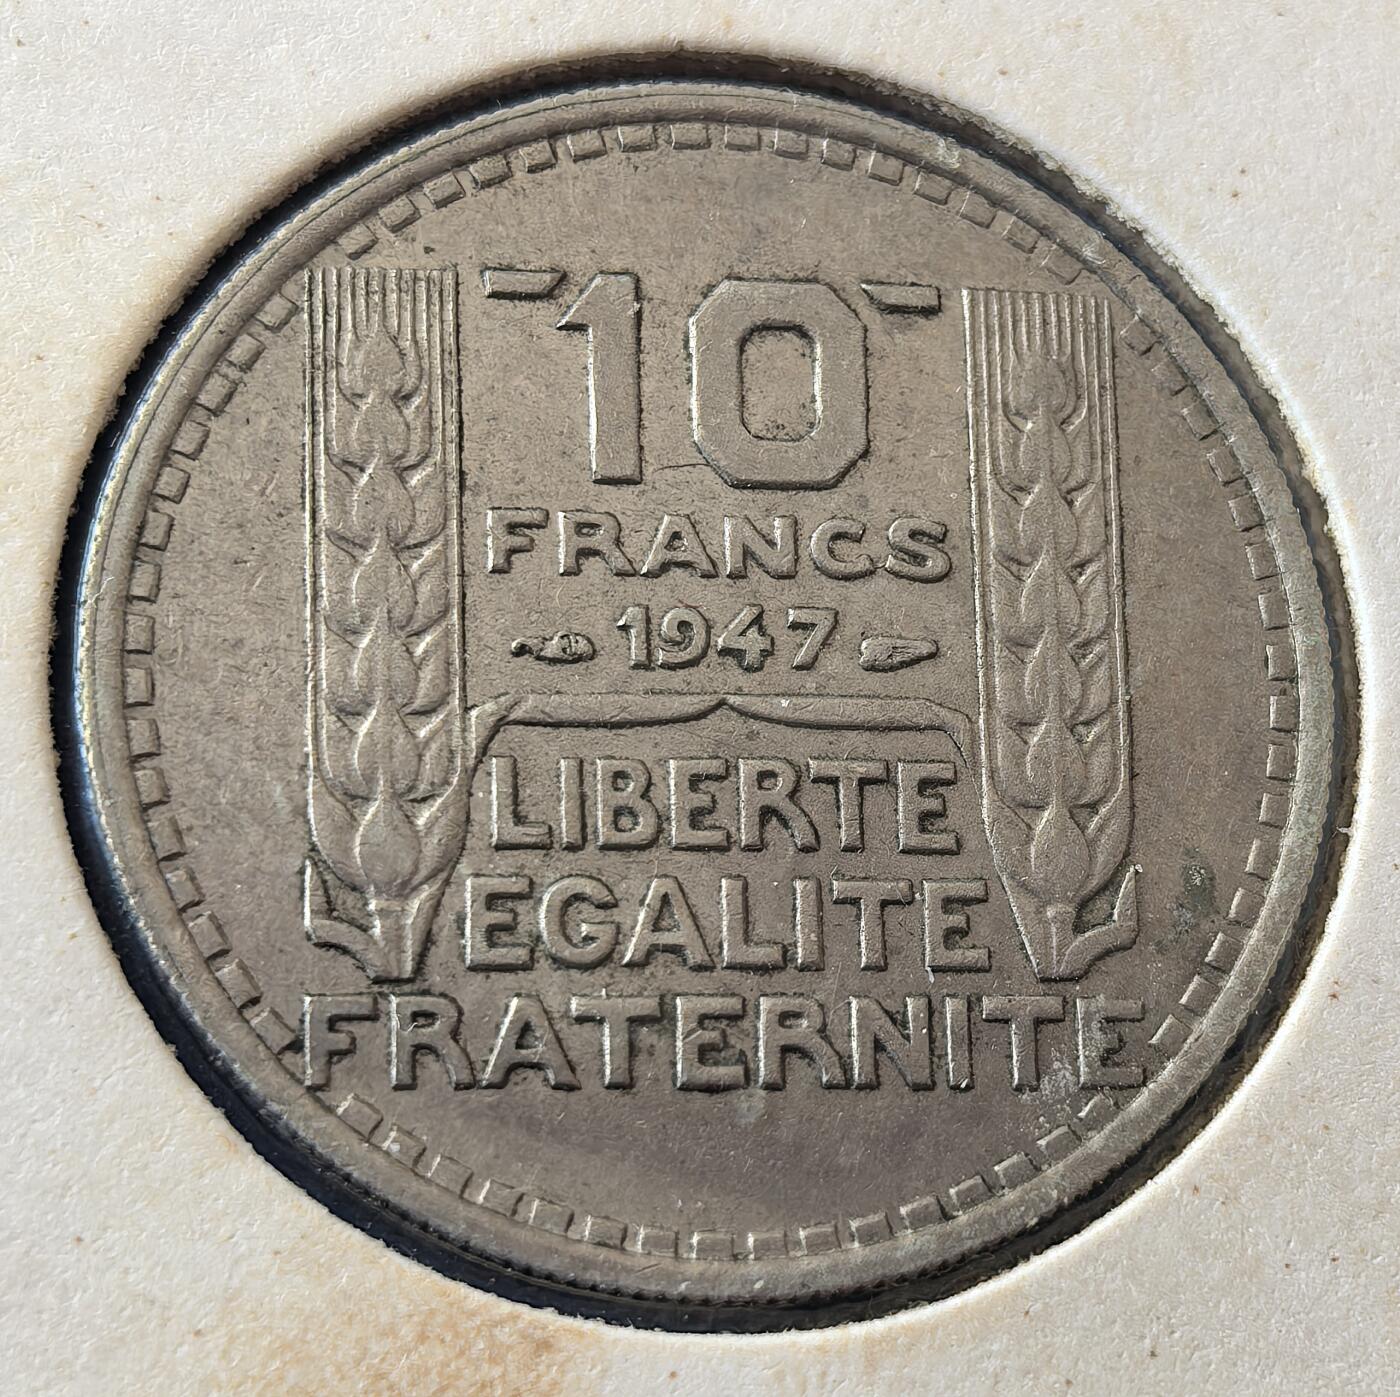 10
FRANCS
1947
LIBERTE
EGALITE
FRATERNITE